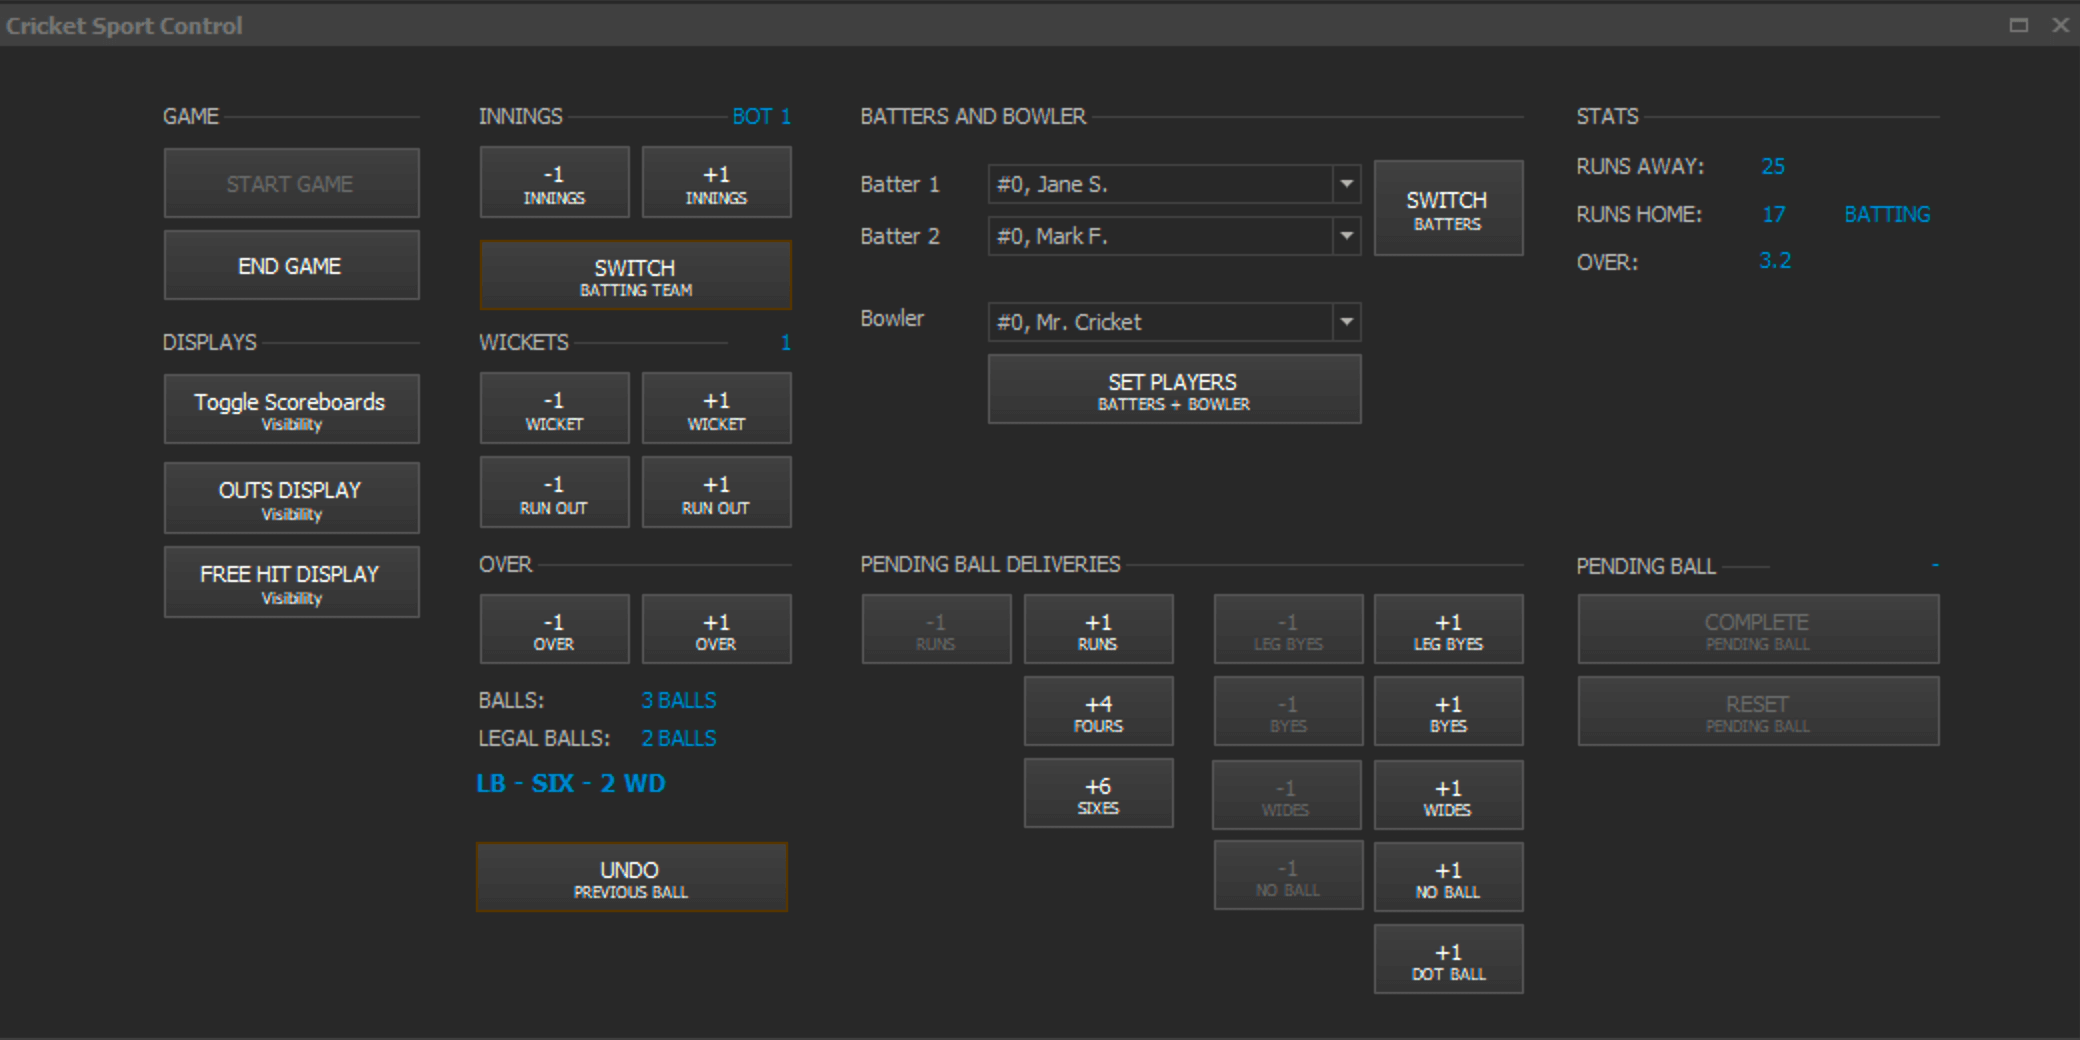 Cricket Sport Control
GAME
START GAME
END GAME
DISPLAYS
Toggle Scoreboards
Visibility
OUTS DISPLAY
Visibility
FREE HIT DISPLAY
Visibility
INNINGS BOT 1
-1
INNINGS
+1
INNINGS
SWITCH
BATTING TEAM
WICKETS 1
-1
WICKET
+1
WICKET
-1
RUN OUT
+1
RUN OUT
OVER
-1
OVER
+1
OVER
BALLS: 3 BALLS
LEGAL BALLS: 2 BALLS
LB - SIX - 2 WD
UNDO
PREVIOUS BALL
BATTERS AND BOWLER
Batter 1 #0, Jane S.
Batter 2 #0, Mark F.
SWITCH
BATTERS
Bowler #0, Mr. Cricket
SET PLAYERS
BATTERS + BOWLER
STATS
RUNS AWAY: 25
RUNS HOME: 17 BATTING
OVER: 3.2
PENDING BALL DELIVERIES
-1
RUNS
+1
RUNS
+4
FOURS
+6
SIXES
-1
LEG BYES
+1
LEG BYES
-1
BYES
+1
BYES
-1
WIDES
+1
WIDES
-1
NO BALL
+1
NO BALL
+1
DOT BALL
PENDING BALL -
COMPLETE
PENDING BALL
RESET
PENDING BALL